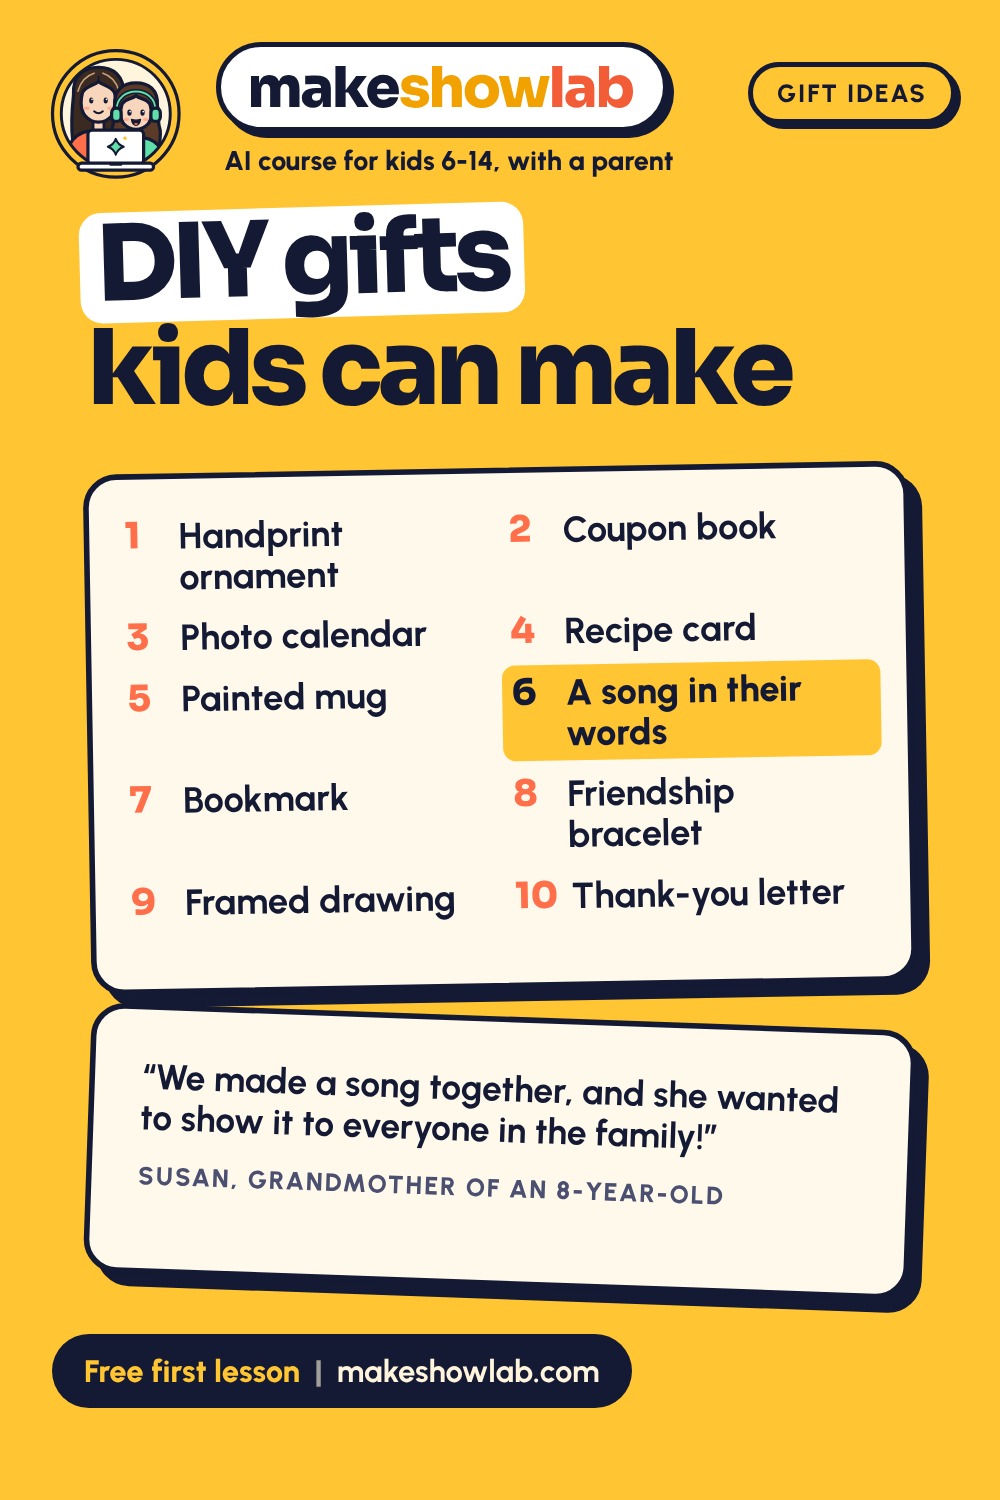 makeshowlab
GIFT IDEAS
AI course for kids 6-14, with a parent
DIY gifts
kids can make
1 Handprint
ornament
2 Coupon book
3 Photo calendar
4 Recipe card
5 Painted mug
6 A song in their
words
7 Bookmark
8 Friendship
bracelet
9 Framed drawing
10 Thank-you letter
“We made a song together, and she wanted
to show it to everyone in the family!”
SUSAN, GRANDMOTHER OF AN 8-YEAR-OLD
Free first lesson | makeshowlab.com